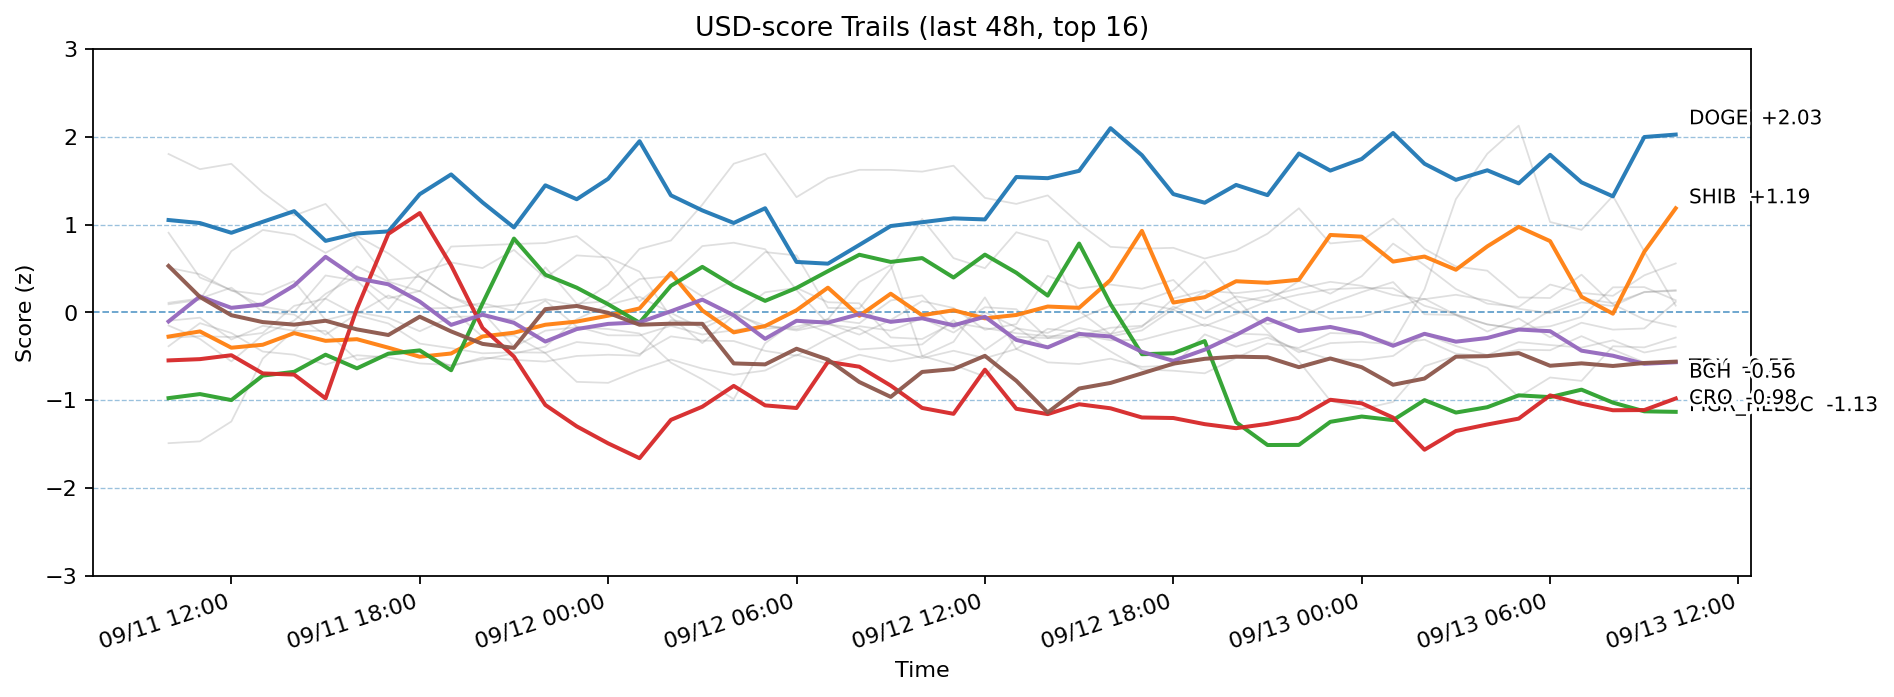 USD-score Trails (last 48h, top 16)
Score (z)
3
2
1
0
−1
−2
−3
DOGE +2.03
SHIB +1.19
BCH -0.56
CRO -0.98
-1.13
09/11 12:00
09/11 18:00
09/12 00:00
09/12 06:00
09/12 12:00
09/12 18:00
09/13 00:00
09/13 06:00
09/13 12:00
Time